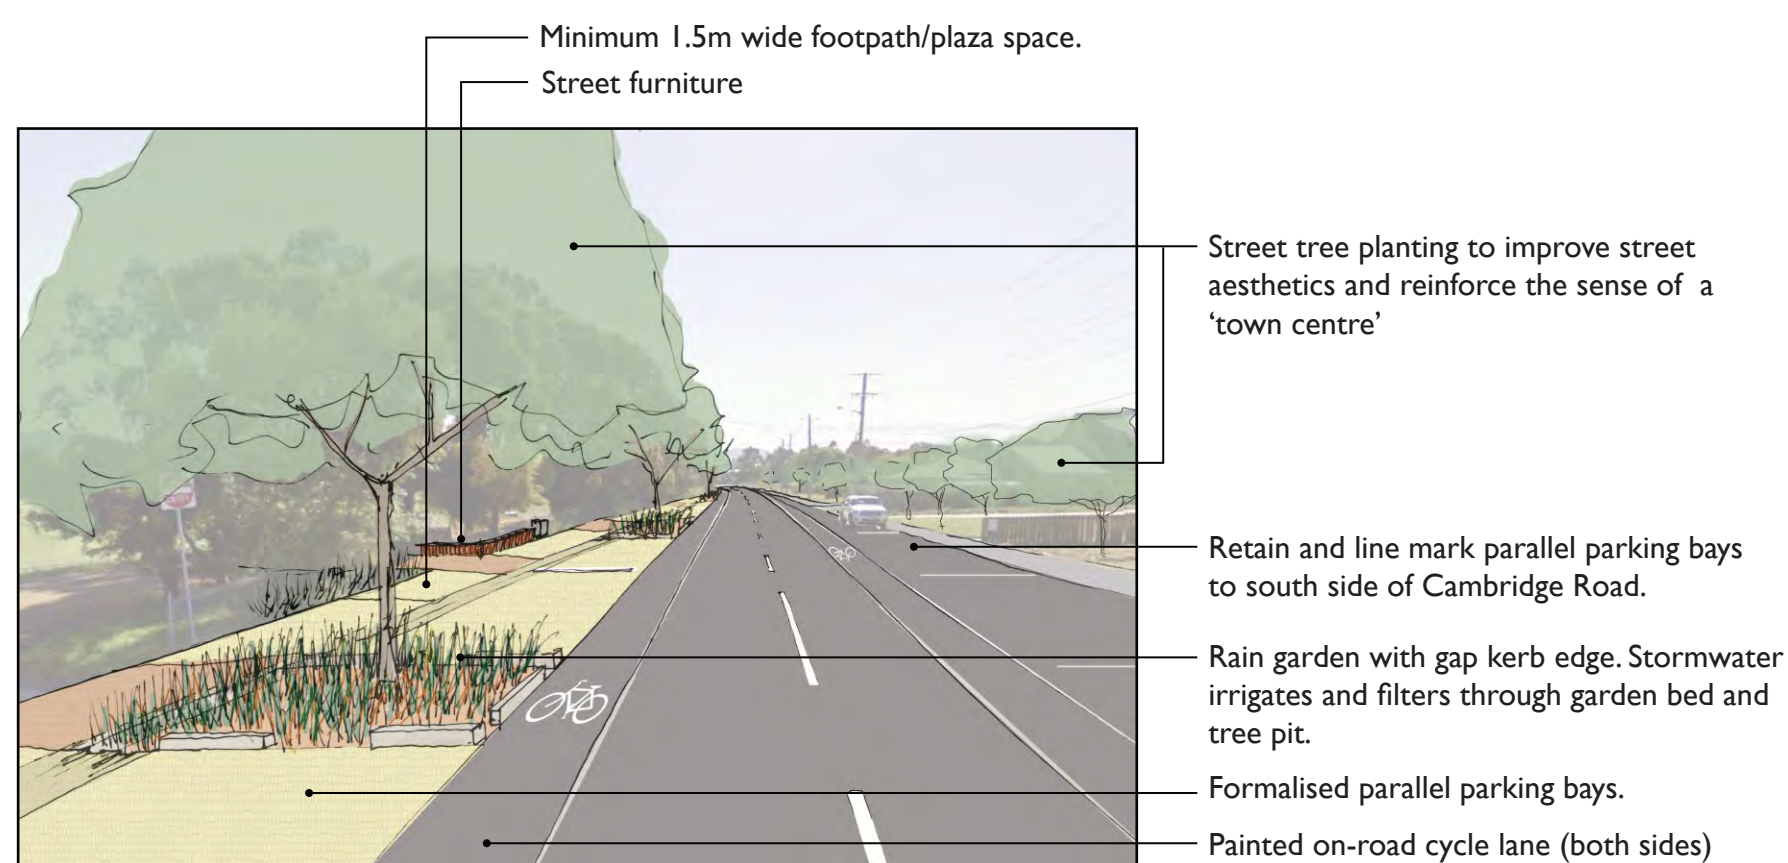 Minimum 1.5m wide footpath/plaza space.
Street furniture
Street tree planting to improve street
aesthetics and reinforce the sense of a
‘town centre’
Retain and line mark parallel parking bays
to south side of Cambridge Road.
Rain garden with gap kerb edge. Stormwater
irrigates and filters through garden bed and
tree pit.
Formalised parallel parking bays.
Painted on-road cycle lane (both sides)